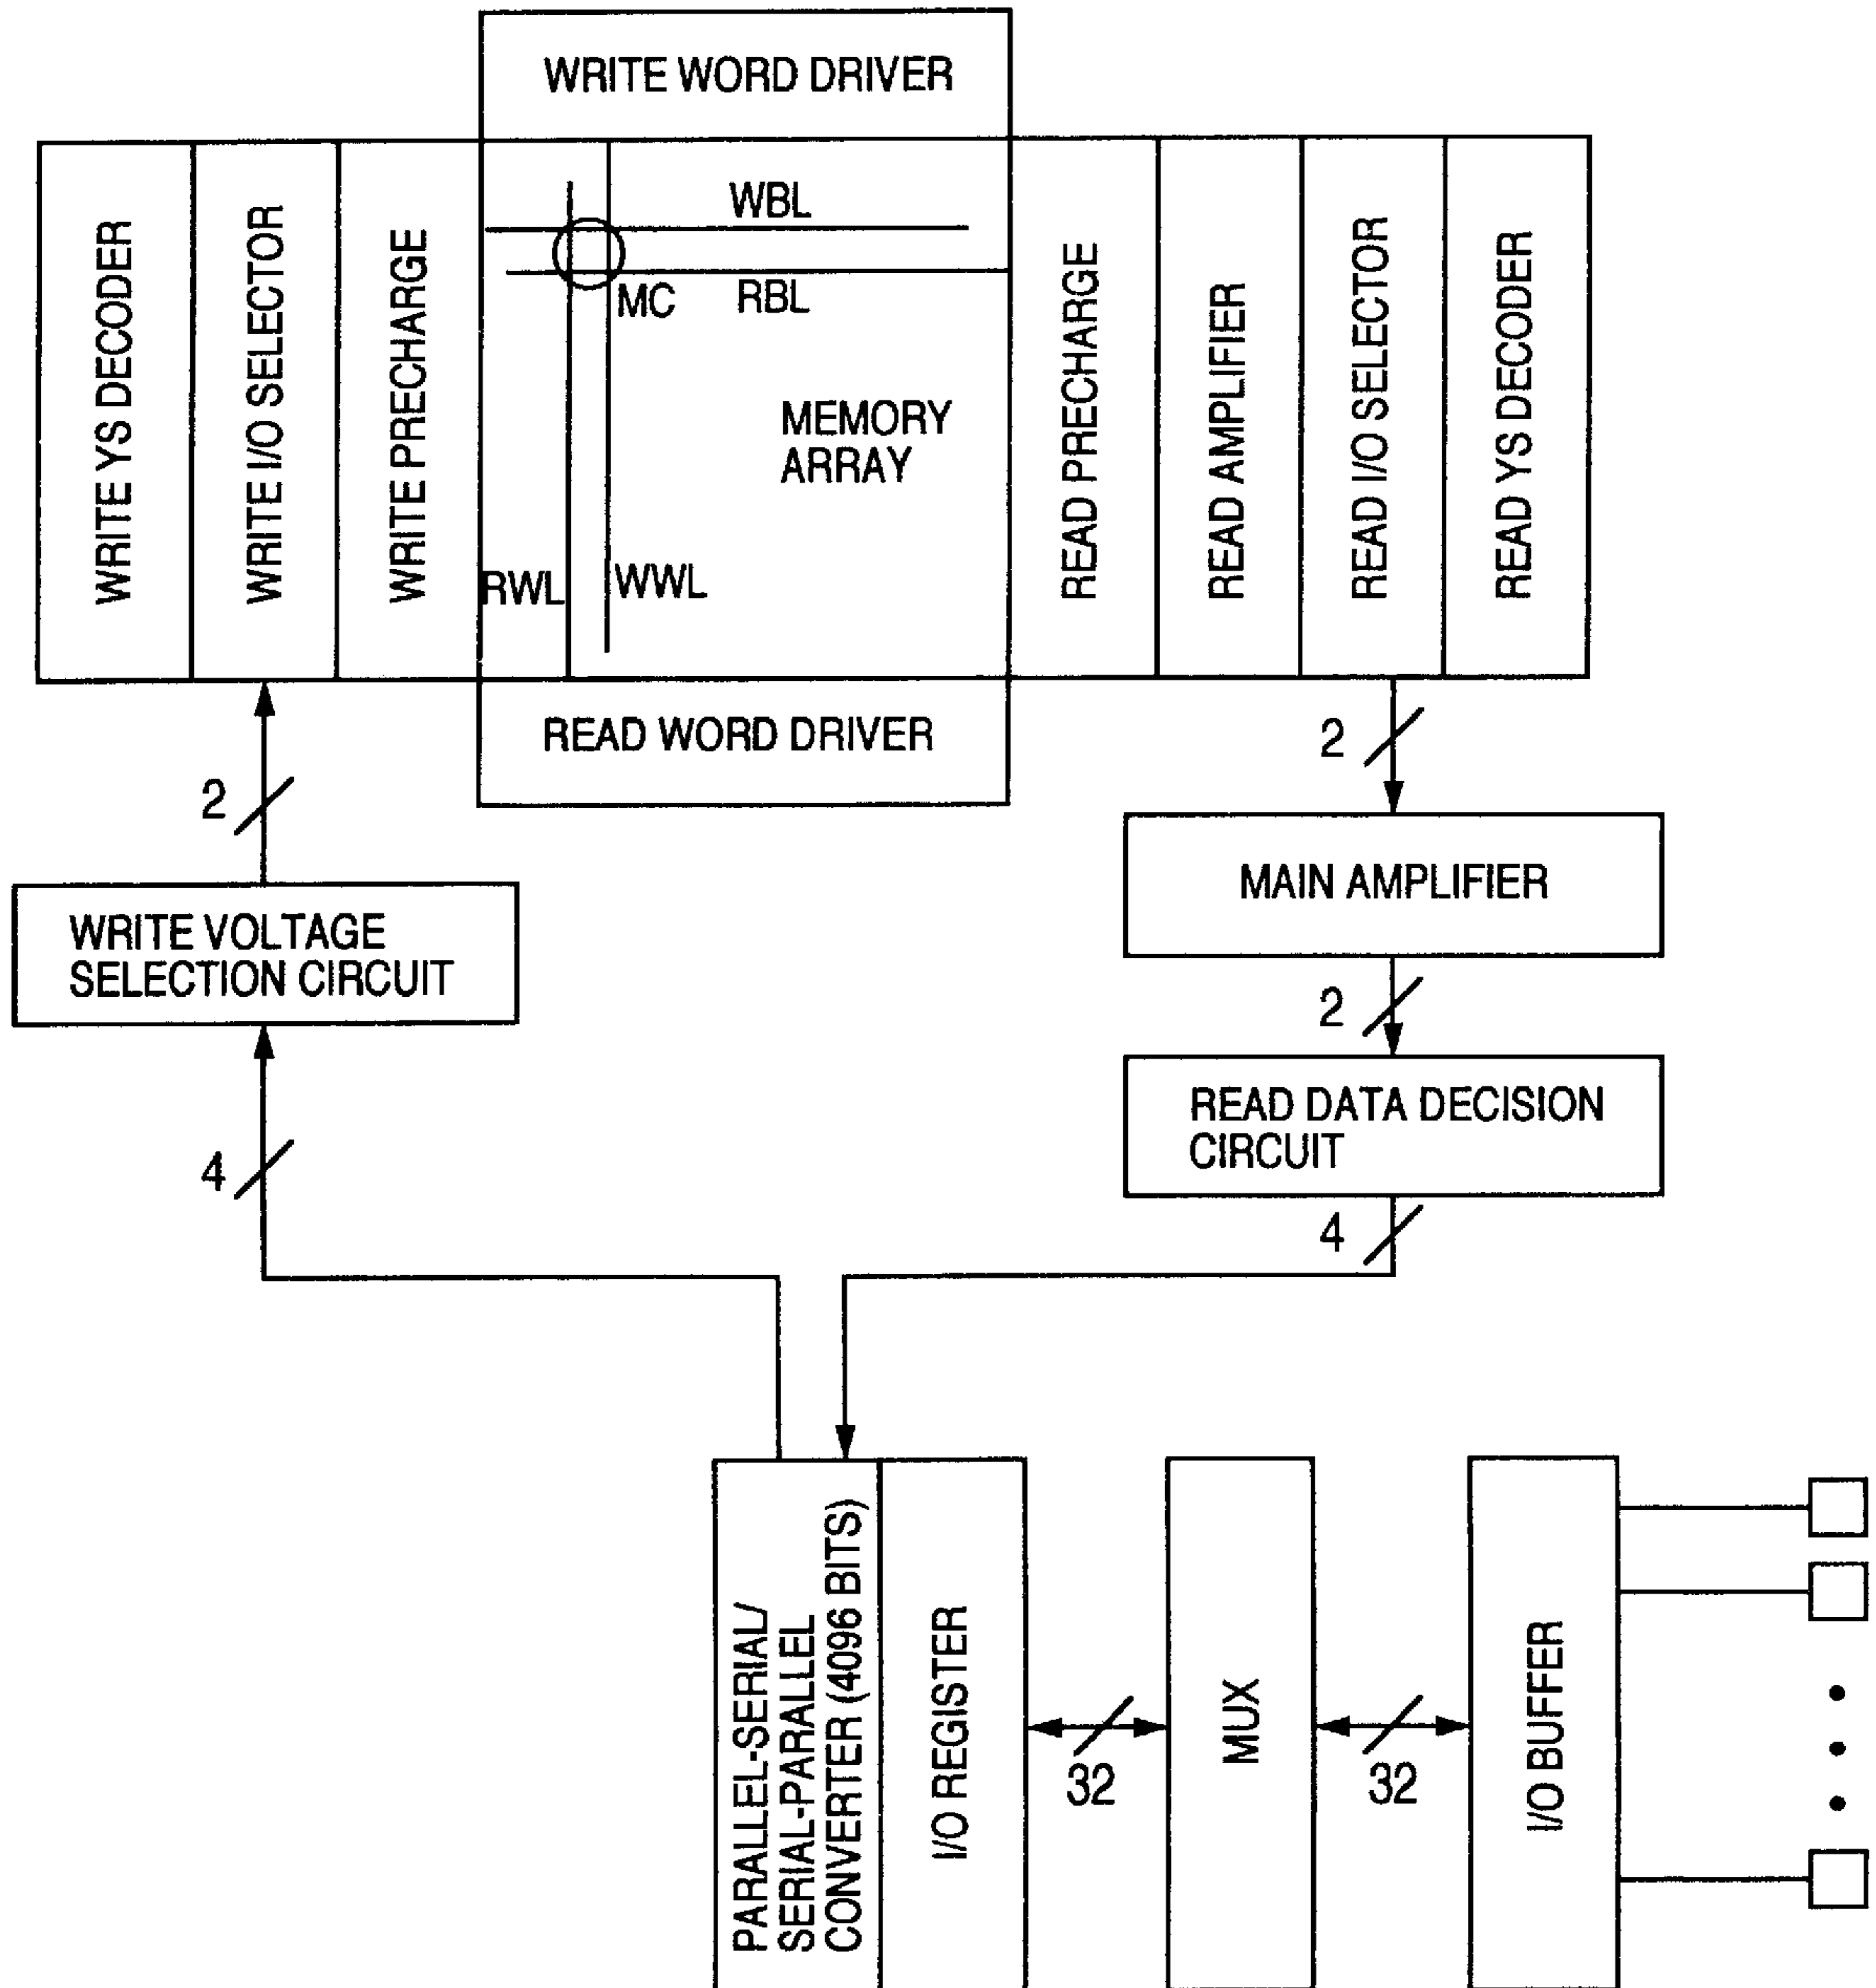 WRITE WORD DRIVER
WRITE YS DECODER
WRITE I/O SELECTOR
WRITE PRECHARGE
WBL
MC
RBL
MEMORY
ARRAY
RWL
WWL
READ PRECHARGE
READ AMPLIFIER
READ I/O SELECTOR
READ YS DECODER
READ WORD DRIVER
2
2
MAIN AMPLIFIER
WRITE VOLTAGE
SELECTION CIRCUIT
2
READ DATA DECISION
CIRCUIT
4
4
PARALLEL-SERIAL/
SERIAL-PARALLEL
CONVERTER (4096 BITS)
I/O REGISTER
32
MUX
32
I/O BUFFER